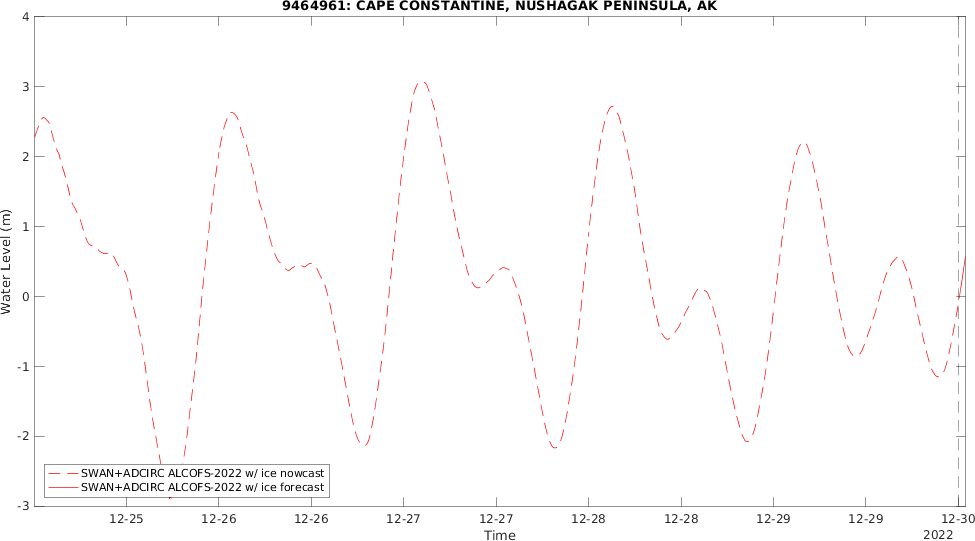 9464961: CAPE CONSTANTINE, NUSHAGAK PENINSULA, AK
4
3
2
1
0
-1
-2
-3
Water Level (m)
SWAN+ADCIRC ALCOFS-2022 w/ ice nowcast
SWAN+ADCIRC ALCOFS-2022 w/ ice forecast
12-25 12-26 12-26 12-27 12-27 12-28 12-28 12-29 12-29 12-30
Time
2022